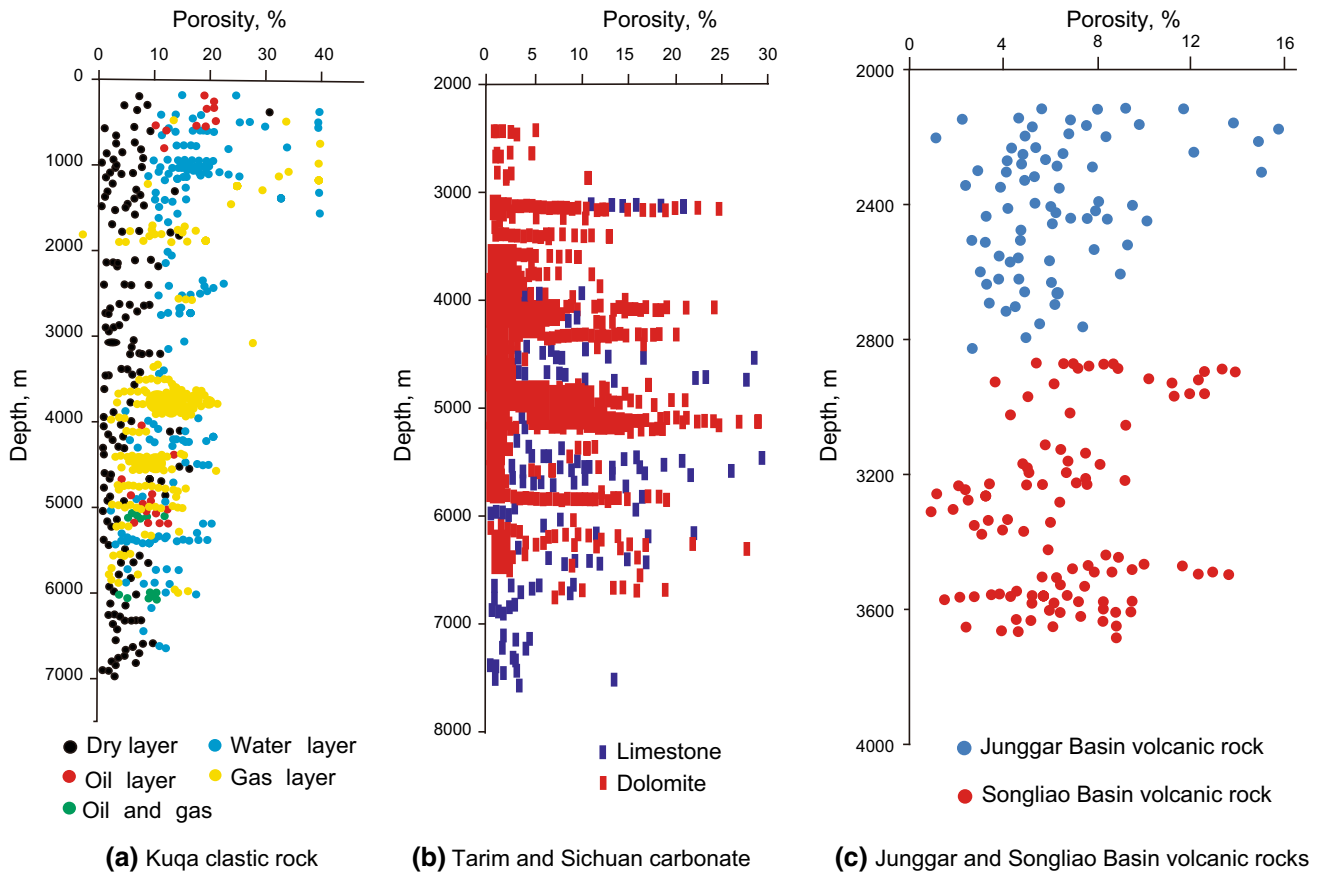 Porosity, %
0 10 20 30 40
0
1000
2000
3000
4000
5000
6000
7000
Depth, m
Dry layer
Water layer
Oil layer
Gas layer
Oil and gas
(a) Kuqa clastic rock
Porosity, %
0 5 10 15 20 25 30
2000
3000
4000
5000
6000
7000
8000
Depth, m
Limestone
Dolomite
(b) Tarim and Sichuan carbonate
Porosity, %
0 4 8 12 16
2000
2400
2800
3200
3600
4000
Depth, m
Junggar Basin volcanic rock
Songliao Basin volcanic rock
(c) Junggar and Songliao Basin volcanic rocks